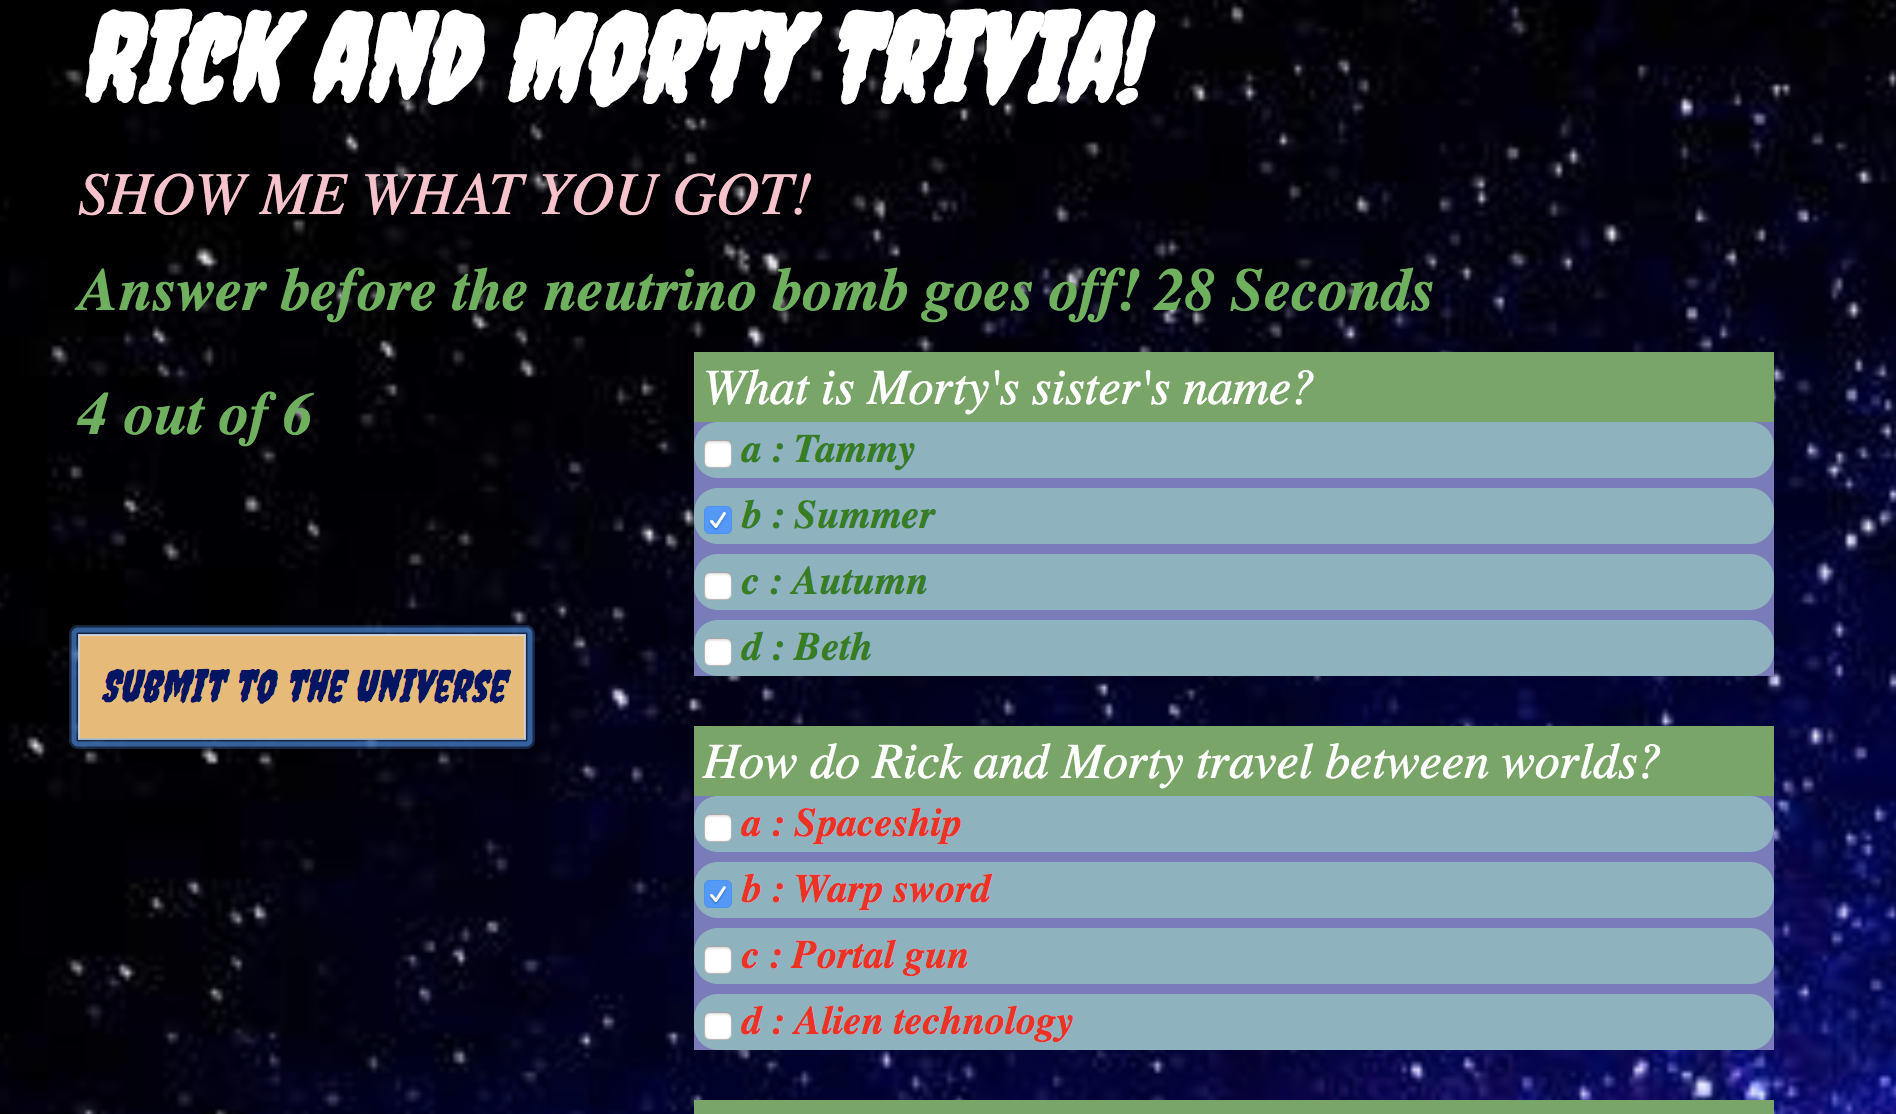 RICK AND MORTY TRIVIA!
SHOW ME WHAT YOU GOT!
Answer before the neutrino bomb goes off! 28 Seconds
4 out of 6
SUBMIT TO THE UNIVERSE
What is Morty's sister's name?
a : Tammy
b : Summer
c : Autumn
d : Beth
How do Rick and Morty travel between worlds?
a : Spaceship
b : Warp sword
c : Portal gun
d : Alien technology